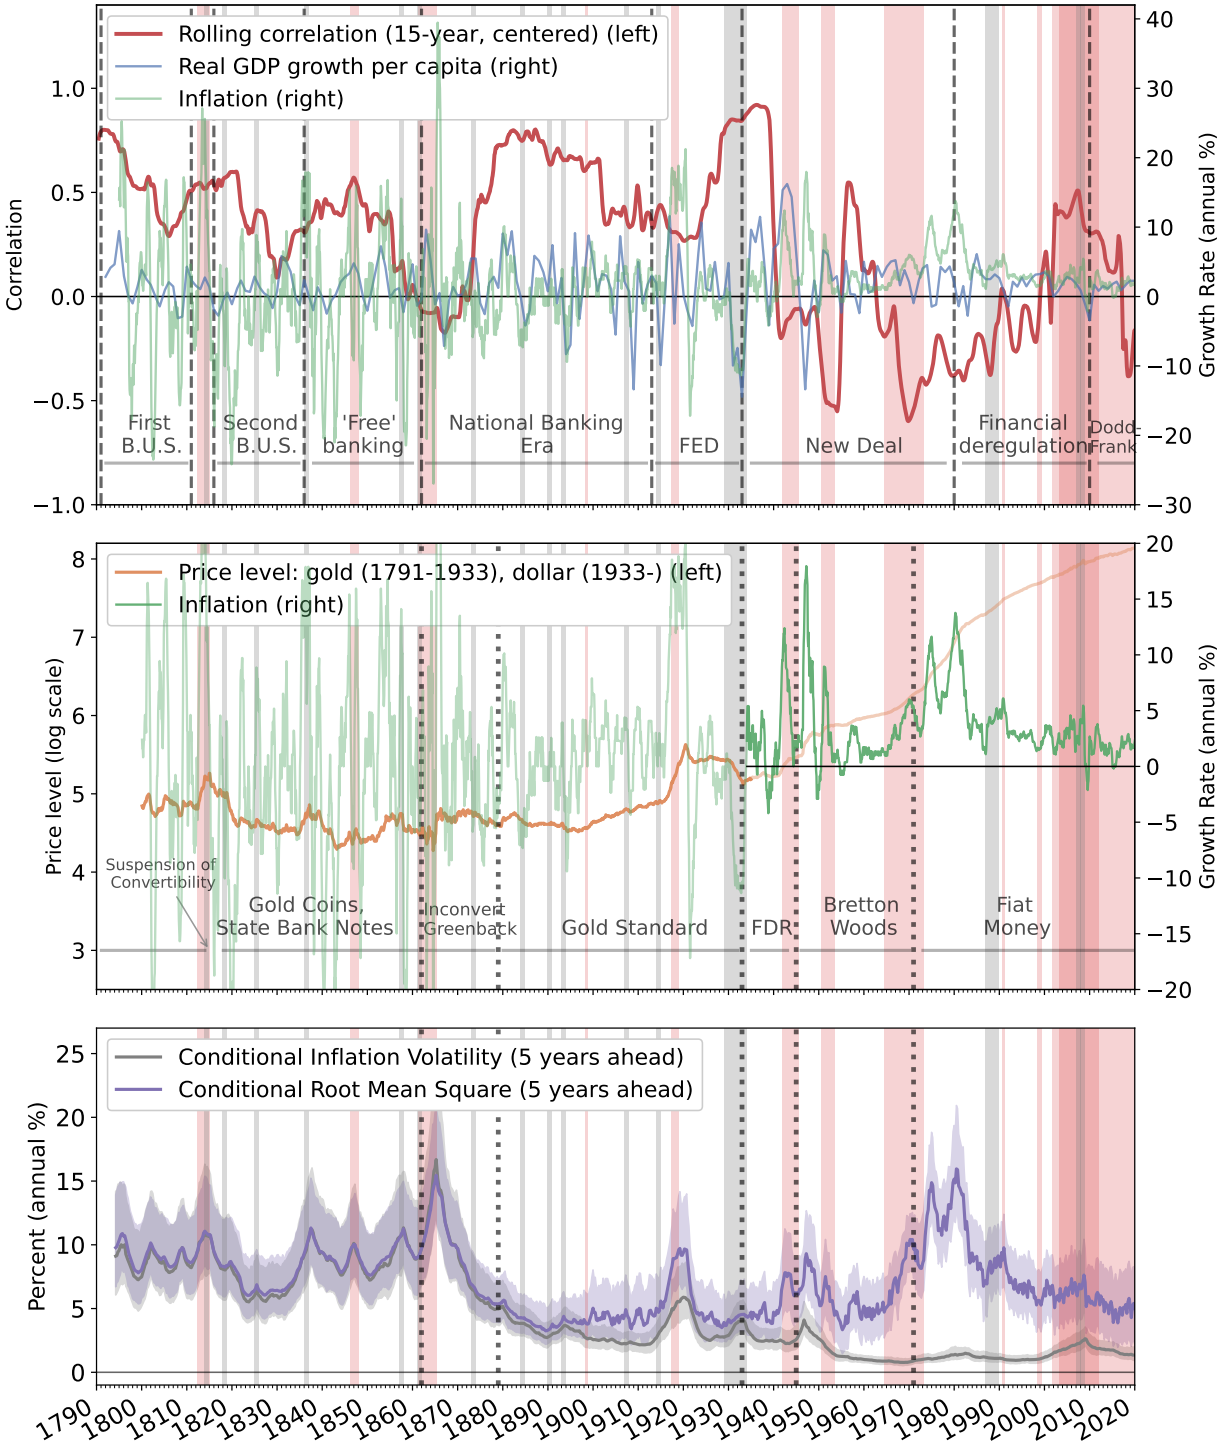 Rolling correlation (15-year, centered) (left)
Real GDP growth per capita (right)
Inflation (right)
Correlation
1.0
0.5
0.0
−0.5
−1.0
40
30
20
10
0
−10
−20
−30
Growth Rate (annual %)
First
B.U.S.
Second
B.U.S.
'Free'
banking
National Banking
Era
FED
New Deal
Financial
deregulation
Dodd
Frank
Price level: gold (1791-1933), dollar (1933-) (left)
Inflation (right)
Price level (log scale)
8
7
6
5
4
3
20
15
10
5
0
−5
−10
−15
−20
Growth Rate (annual %)
Suspension of
Convertibility
Gold Coins,
State Bank Notes
Inconvert
Greenback
Gold Standard
FDR
Bretton
Woods
Fiat
Money
Conditional Inflation Volatility (5 years ahead)
Conditional Root Mean Square (5 years ahead)
Percent (annual %)
25
20
15
10
5
0
1790
1800
1810
1820
1830
1840
1850
1860
1870
1880
1890
1900
1910
1920
1930
1940
1950
1960
1970
1980
1990
2000
2010
2020